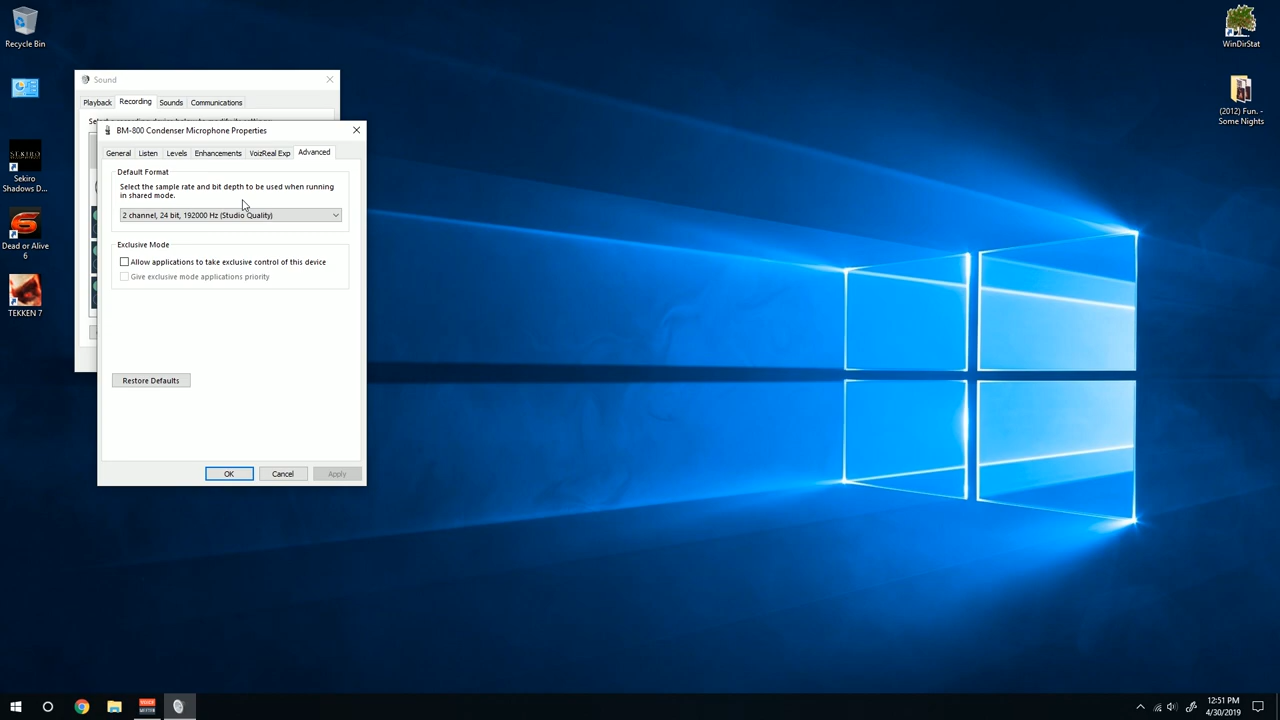 Recycle Bin
WinDirStat
Sound
Playback
Recording
Sounds
Communications
BM-800 Condenser Microphone Properties
General
Listen
Levels
Enhancements
VoizReal Exp
Advanced
Default Format
Select the sample rate and bit depth to be used when running
in shared mode.
2 channel, 24 bit, 192000 Hz (Studio Quality)
Exclusive Mode
Allow applications to take exclusive control of this device
Give exclusive mode applications priority
Restore Defaults
OK
Cancel
Apply
(2012) Fun. -
Some Nights
SEKIRO
Sekiro
Shadows D...
Dead or Alive
6
TEKKEN 7
12:51 PM
4/30/2019